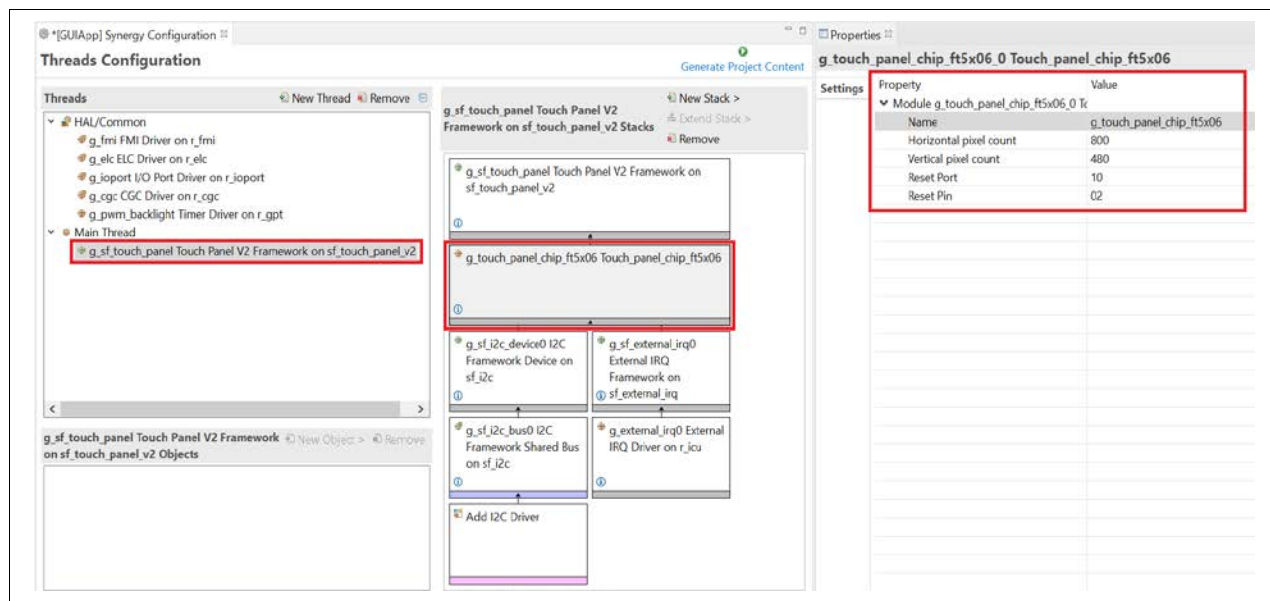 *[GUIApp] Synergy Configuration
Threads Configuration
Generate Project Content
Threads
New Thread
Remove
HAL/Common
g_fmi FMI Driver on r_fmi
g_elc ELC Driver on r_elc
g_ioport I/O Port Driver on r_ioport
g_cgc CGC Driver on r_cgc
g_pwm_backlight Timer Driver on r_gpt
Main Thread
g_sf_touch_panel Touch Panel V2 Framework on sf_touch_panel_v2
g_sf_touch_panel Touch Panel V2 Framework
on sf_touch_panel_v2 Objects
New Object >
Remove
g_sf_touch_panel Touch Panel V2
Framework on sf_touch_panel_v2 Stacks
New Stack >
Extend Stack >
Remove
g_sf_touch_panel Touch Panel V2 Framework on
sf_touch_panel_v2
g_touch_panel_chip_ft5x06 Touch_panel_chip_ft5x06
g_sf_i2c_device0 I2C
Framework Device on
sf_i2c
g_sf_external_irq0
External IRQ
Framework on
sf_external_irq
g_sf_i2c_bus0 I2C
Framework Shared Bus
on sf_i2c
g_external_irq0 External
IRQ Driver on r_icu
Add I2C Driver
Properties
g_touch_panel_chip_ft5x06_0 Touch_panel_chip_ft5x06
Settings
Property Value
Module g_touch_panel_chip_ft5x06_0 Tc
Name g_touch_panel_chip_ft5x06
Horizontal pixel count 800
Vertical pixel count 480
Reset Port 10
Reset Pin 02